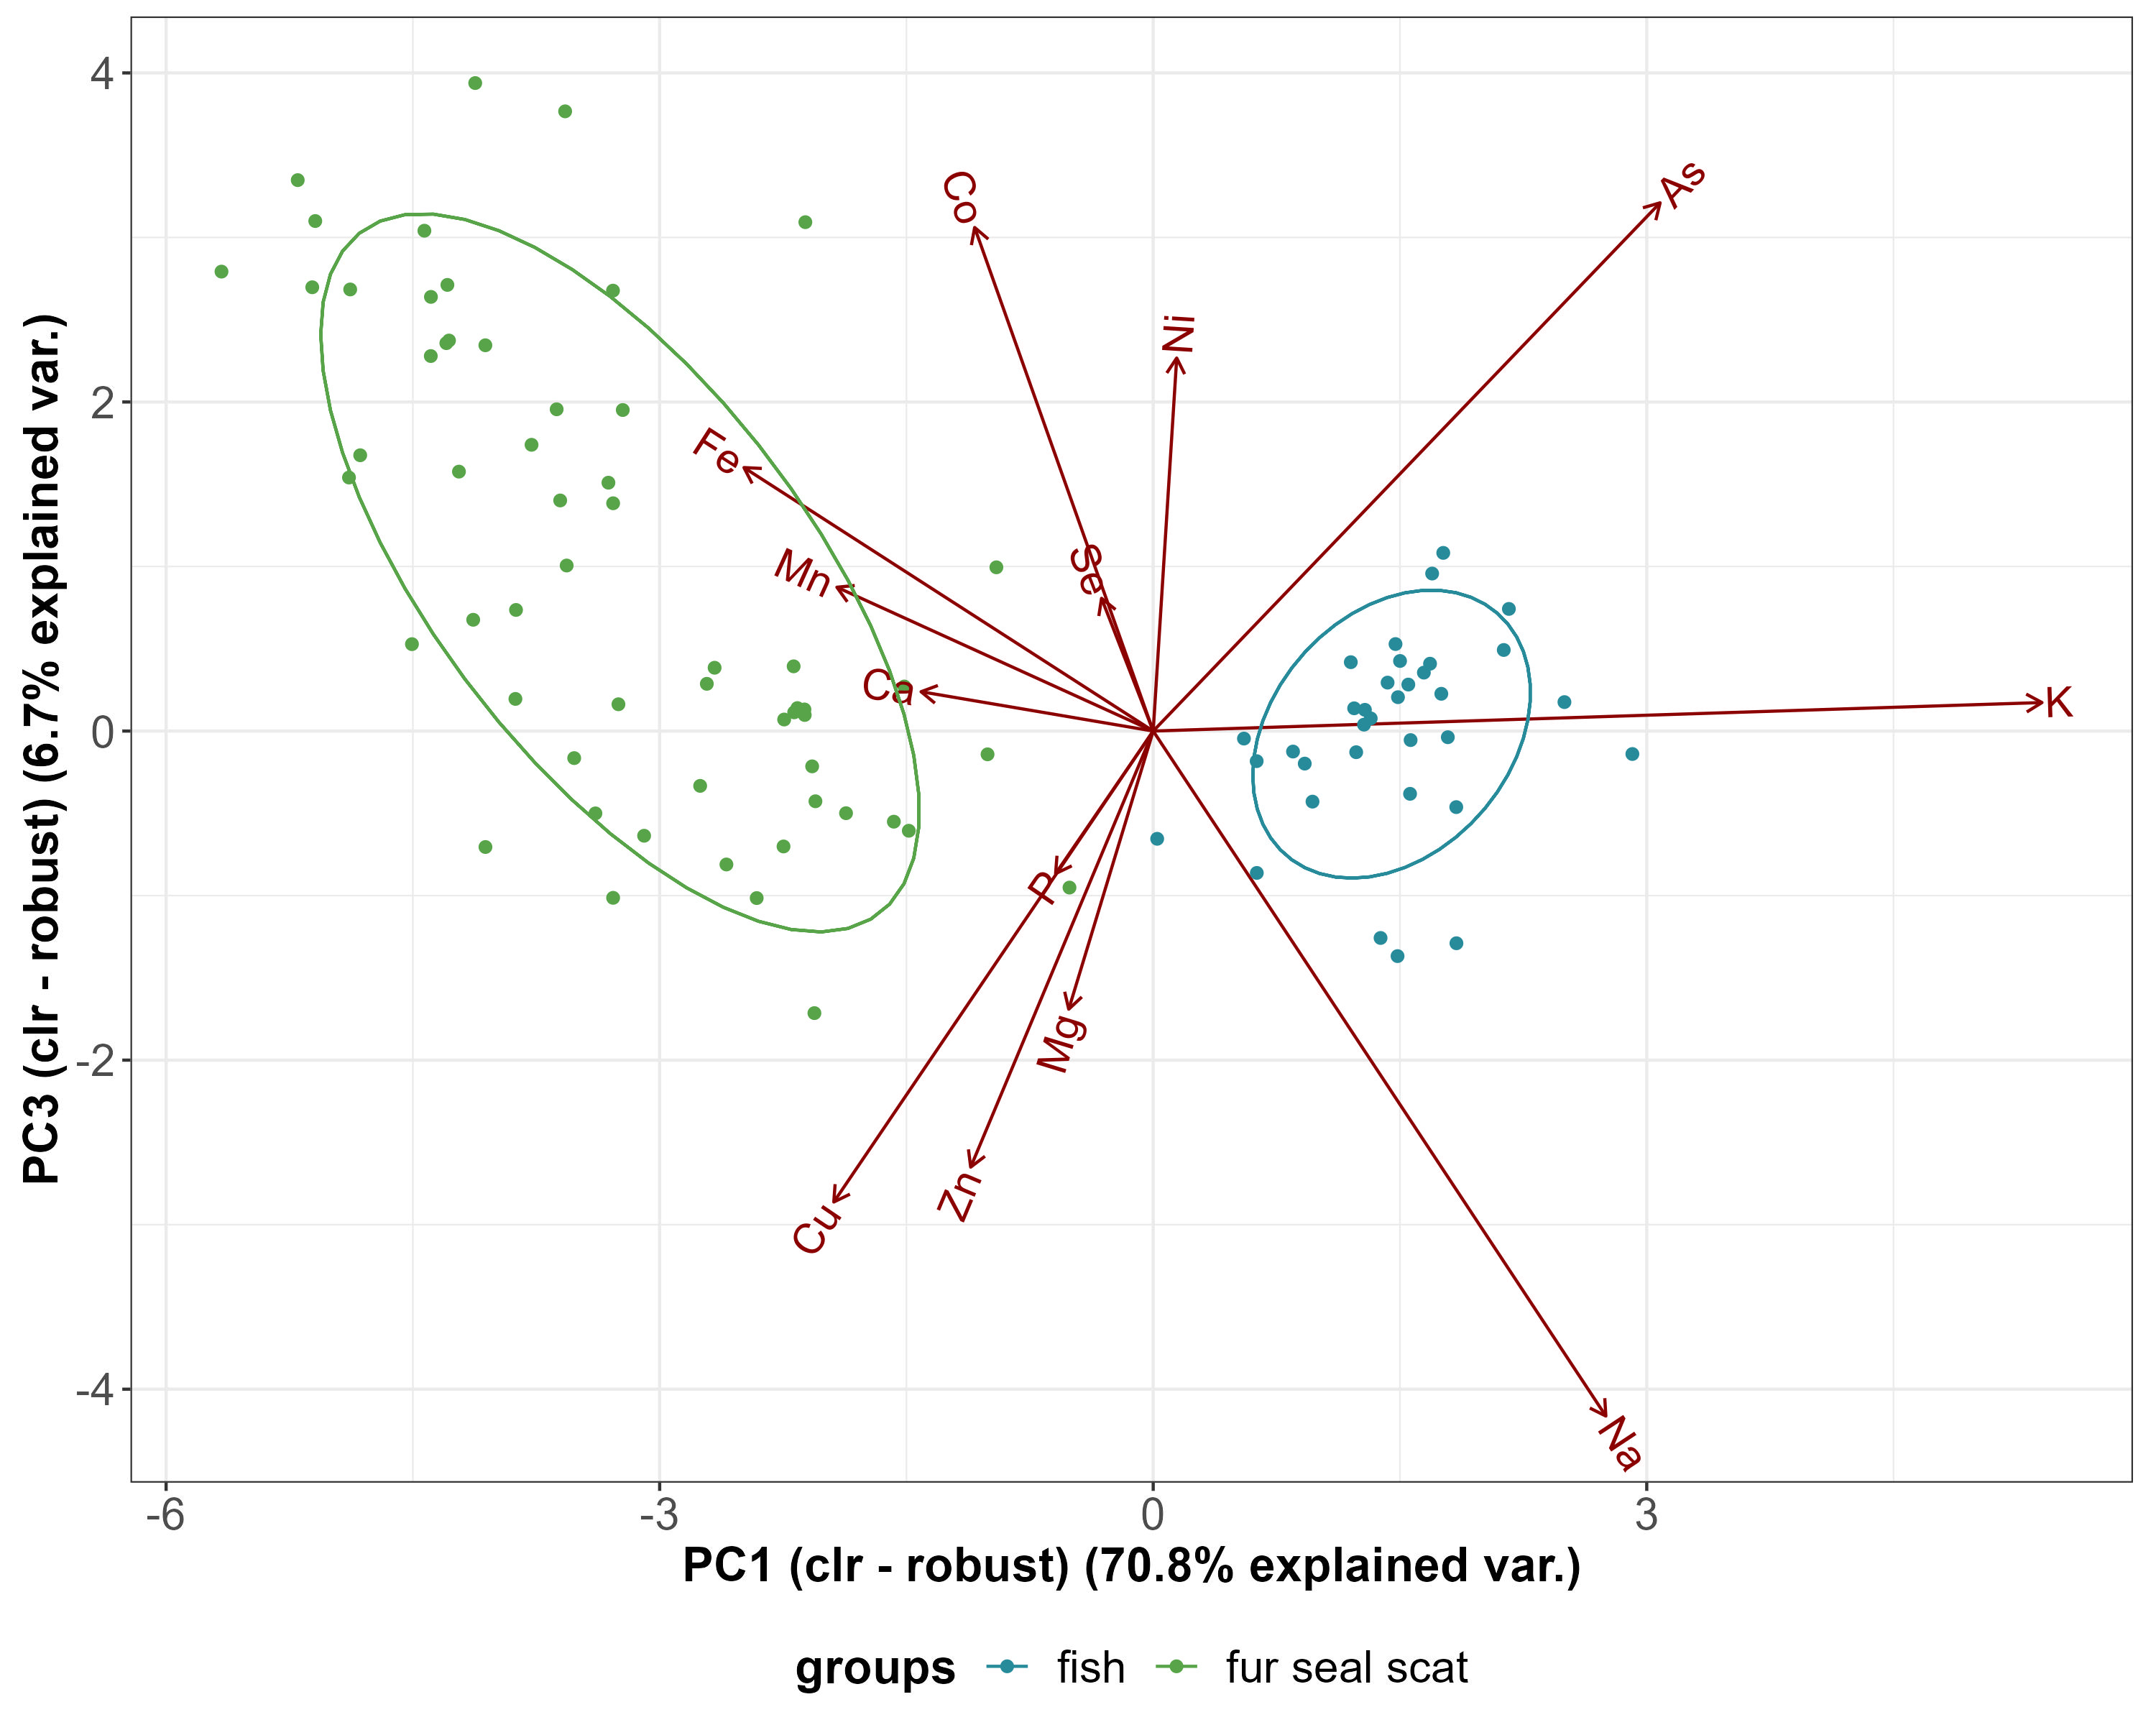 PC3 (clr - robust) (6.7% explained var.)
4
2
0
-2
-4
Co
As
Ni
Fe
Mn
Se
Ca
K
P
Mg
Zn
Cu
Na
-6
-3
0
3
PC1 (clr - robust) (70.8% explained var.)
groups fish fur seal scat